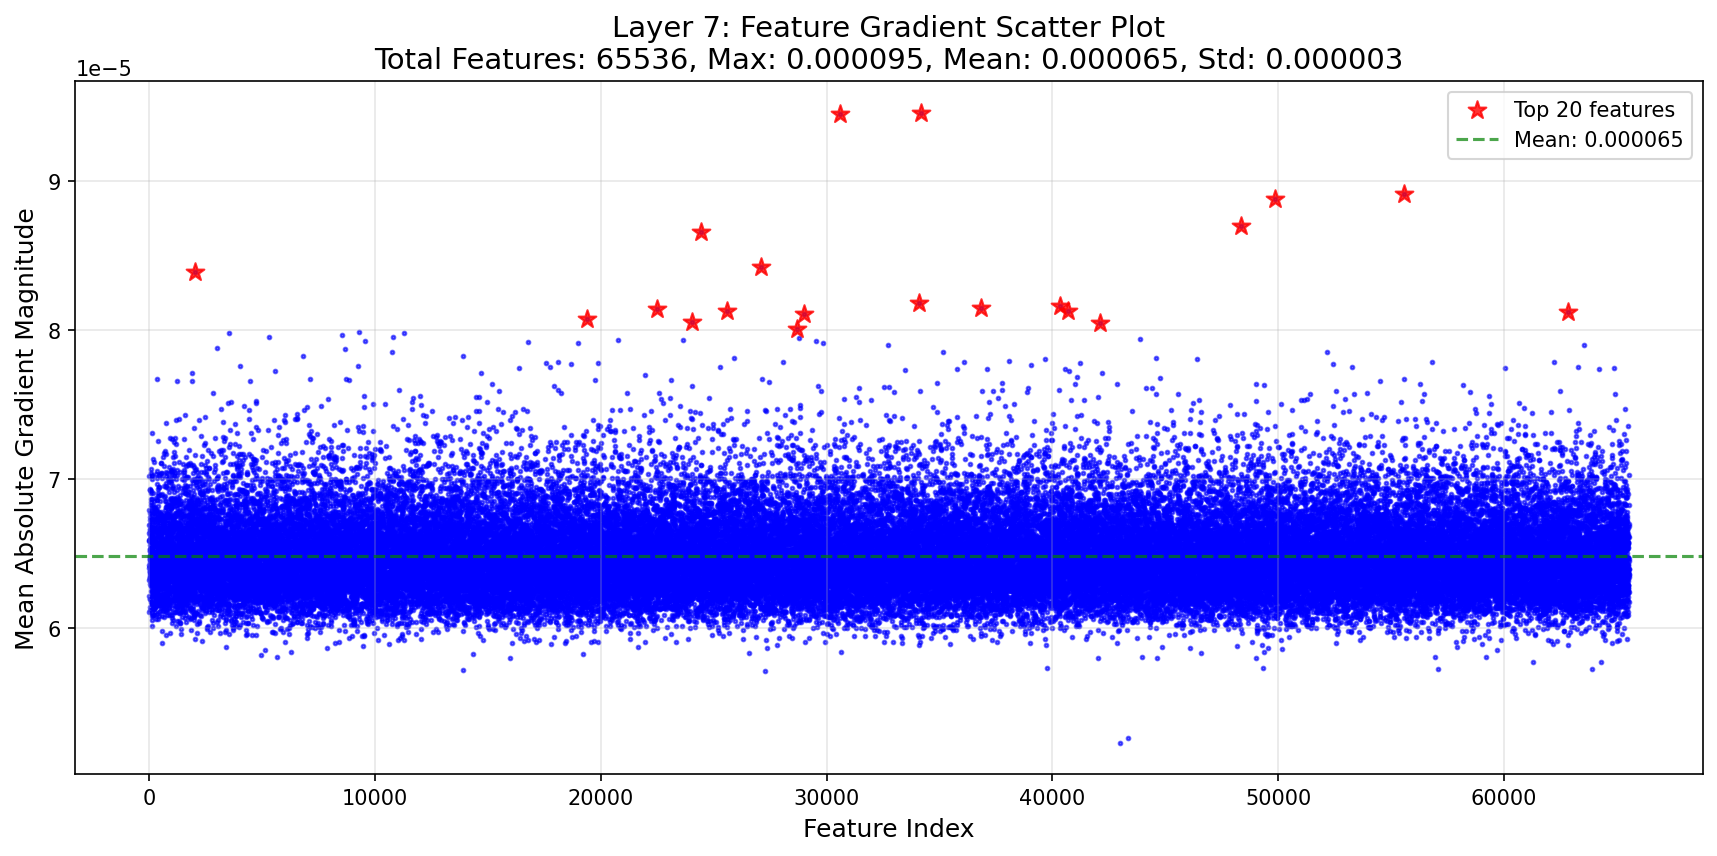 Layer 7: Feature Gradient Scatter Plot
Total Features: 65536, Max: 0.000095, Mean: 0.000065, Std: 0.000003
1e−5
Top 20 features
Mean: 0.000065
9
8
7
6
Mean Absolute Gradient Magnitude
0
10000
20000
30000
40000
50000
60000
Feature Index